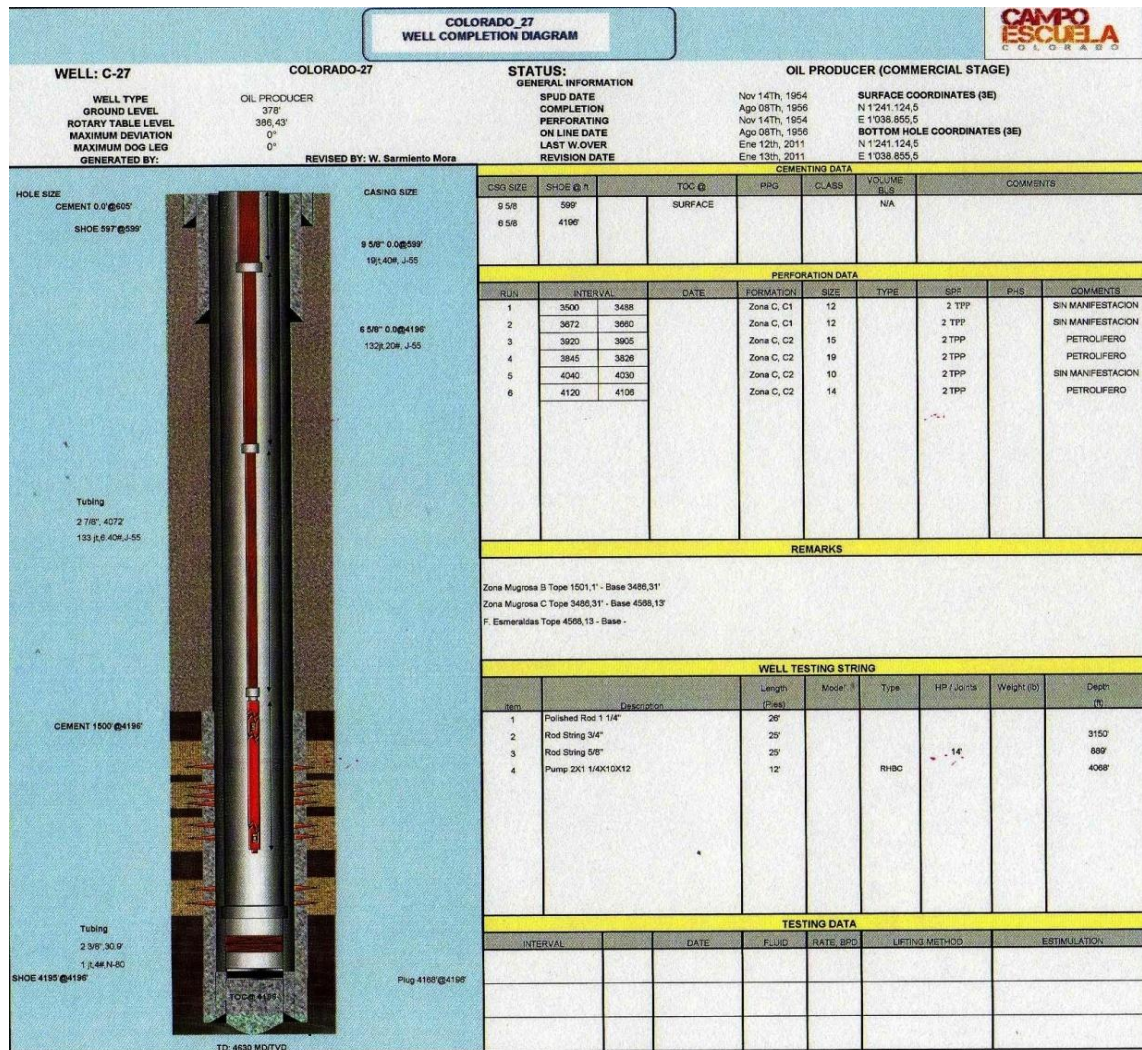 COLORADO_27
WELL COMPLETION DIAGRAM
CAMPO
ESCUELA
COLORADO
WELL: C-27 COLORADO-27 STATUS: OIL PRODUCER (COMMERCIAL STAGE)
GENERAL INFORMATION
WELL TYPE OIL PRODUCER SPUD DATE Nov 14Th, 1954 SURFACE COORDINATES (3E)
GROUND LEVEL 378' COMPLETION Ago 08Th, 1956 N 1'241.124,5
ROTARY TABLE LEVEL 386,43' PERFORATING Nov 14Th, 1954 E 1'038.855,5
MAXIMUM DEVIATION 0° ON LINE DATE Ago 08Th, 1956 BOTTOM HOLE COORDINATES (3E)
MAXIMUM DOG LEG 0° LAST W.OVER Ene 12th, 2011 N 1'241.124,5
GENERATED BY: REVISED BY: W. Sarmiento Mora REVISION DATE Ene 13th, 2011 E 1'038.855,5
HOLE SIZE
CEMENT 0.0'@605'
SHOE 597'@599'
CASING SIZE
9 5/8" 0.0@599'
19jt,40#, J-55
6 5/8" 0.0@4196'
132jt,20#, J-55
Tubing
2 7/8", 4072'
133 jt,6.40#,J-55
CEMENT 1500'@4196'
Tubing
2 3/8",30.9'
1 jt,4#,N-80
SHOE 4195'@4196'
Plug 4168'@4196'
TD: 4630 MD/TVD
CEMENTING DATA
CSG SIZE SHOE @ ft TOC @ PPG CLASS VOLUME BLS COMMENTS
9 5/8 599' SURFACE N/A
6 5/8 4196'
PERFORATION DATA
RUN INTERVAL DATE FORMATION SIZE TYPE SPF PHS COMMENTS
1 3500 3488 Zona C, C1 12 2 TPP SIN MANIFESTACION
2 3672 3660 Zona C, C1 12 2 TPP SIN MANIFESTACION
3 3920 3905 Zona C, C2 15 2 TPP PETROLIFERO
4 3845 3826 Zona C, C2 19 2 TPP PETROLIFERO
5 4040 4030 Zona C, C2 10 2 TPP SIN MANIFESTACION
6 4120 4106 Zona C, C2 14 2 TPP PETROLIFERO
REMARKS
Zona Mugrosa B Tope 1501,1' - Base 3486,31'
Zona Mugrosa C Tope 3486,31' - Base 4568,13'
F. Esmeraldas Tope 4568,13 - Base -
WELL TESTING STRING
Item Description Length (Pies) Type HP / Joints Weight (lb) Depth (ft)
1 Polished Rod 1 1/4" 26'
2 Rod String 3/4" 25' 3150'
3 Rod String 5/8" 25' 14' 889'
4 Pump 2X1 1/4X10X12 12' RHBC 4068'
TESTING DATA
INTERVAL DATE FLUID RATE, BPD LIFTING METHOD ESTIMULATION